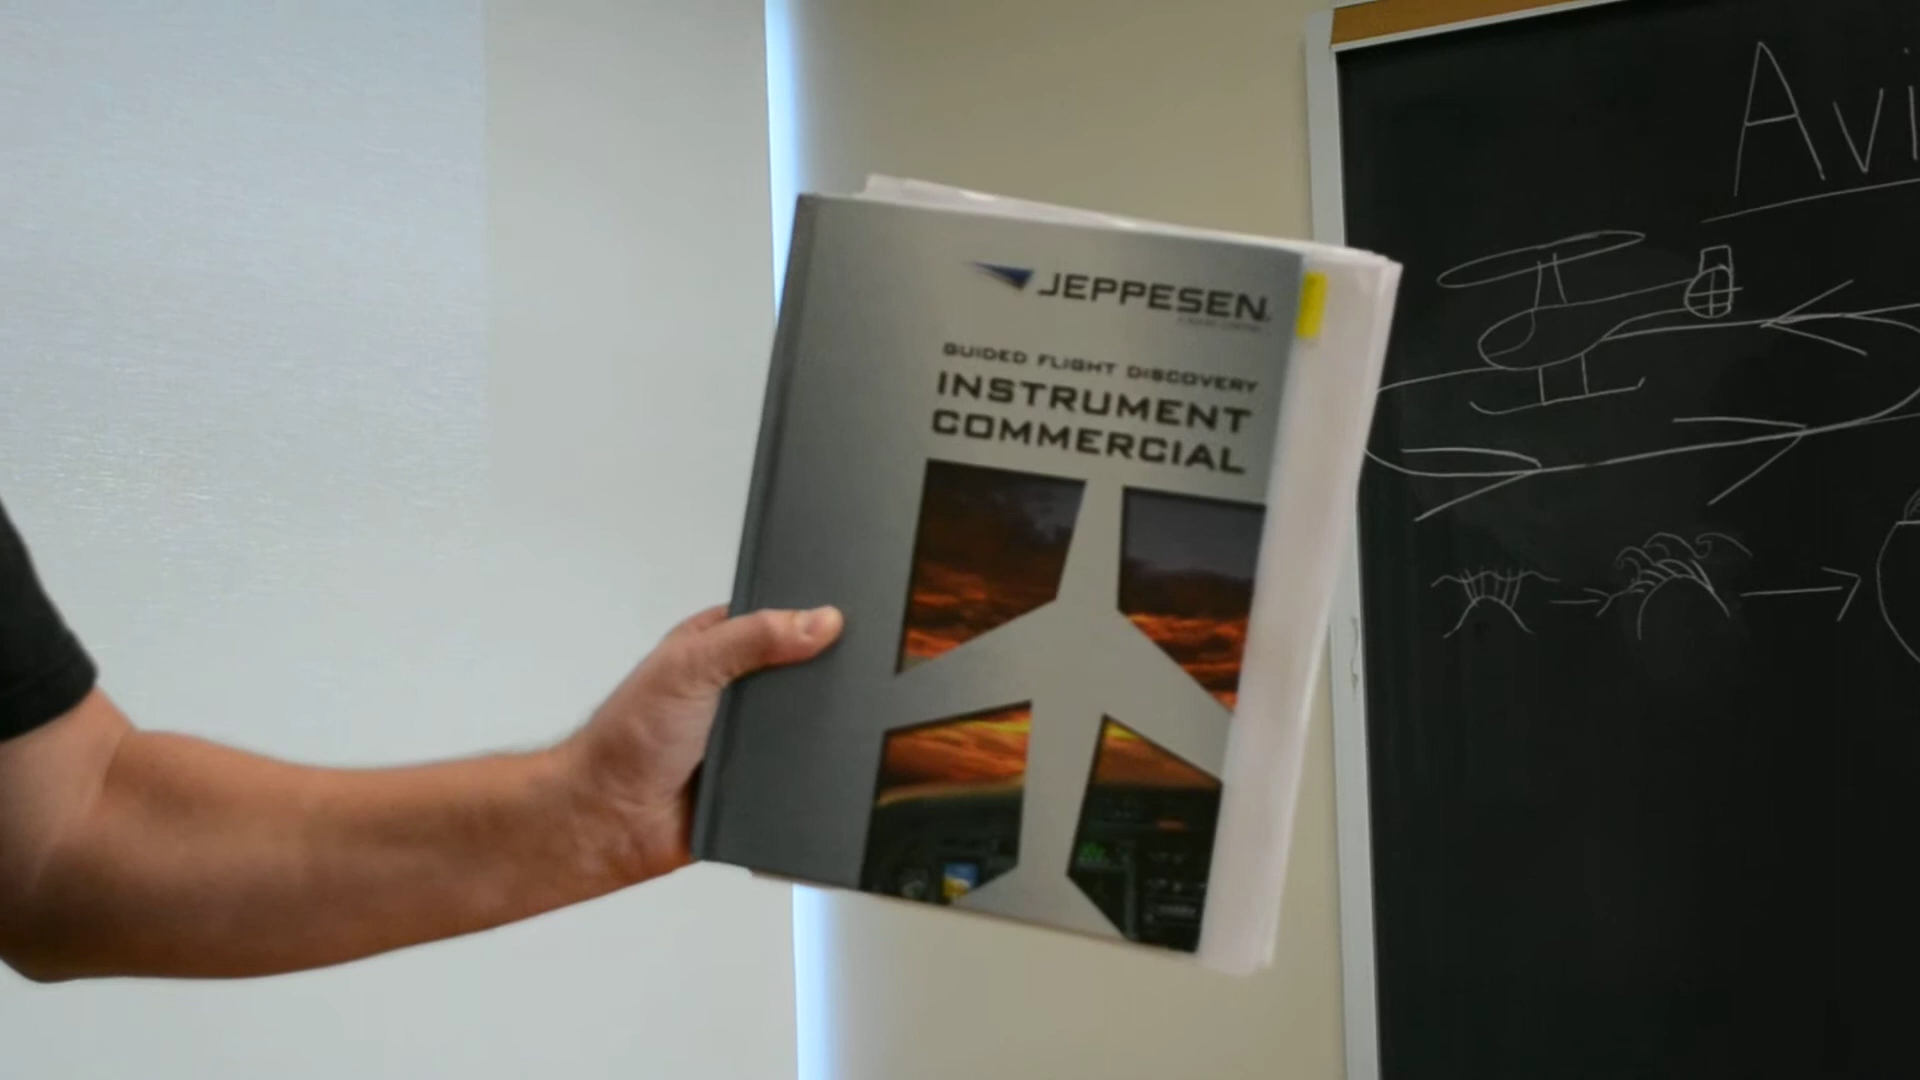 JEPPESEN
GUIDED FLIGHT DISCOVERY
INSTRUMENT
COMMERCIAL
Avi